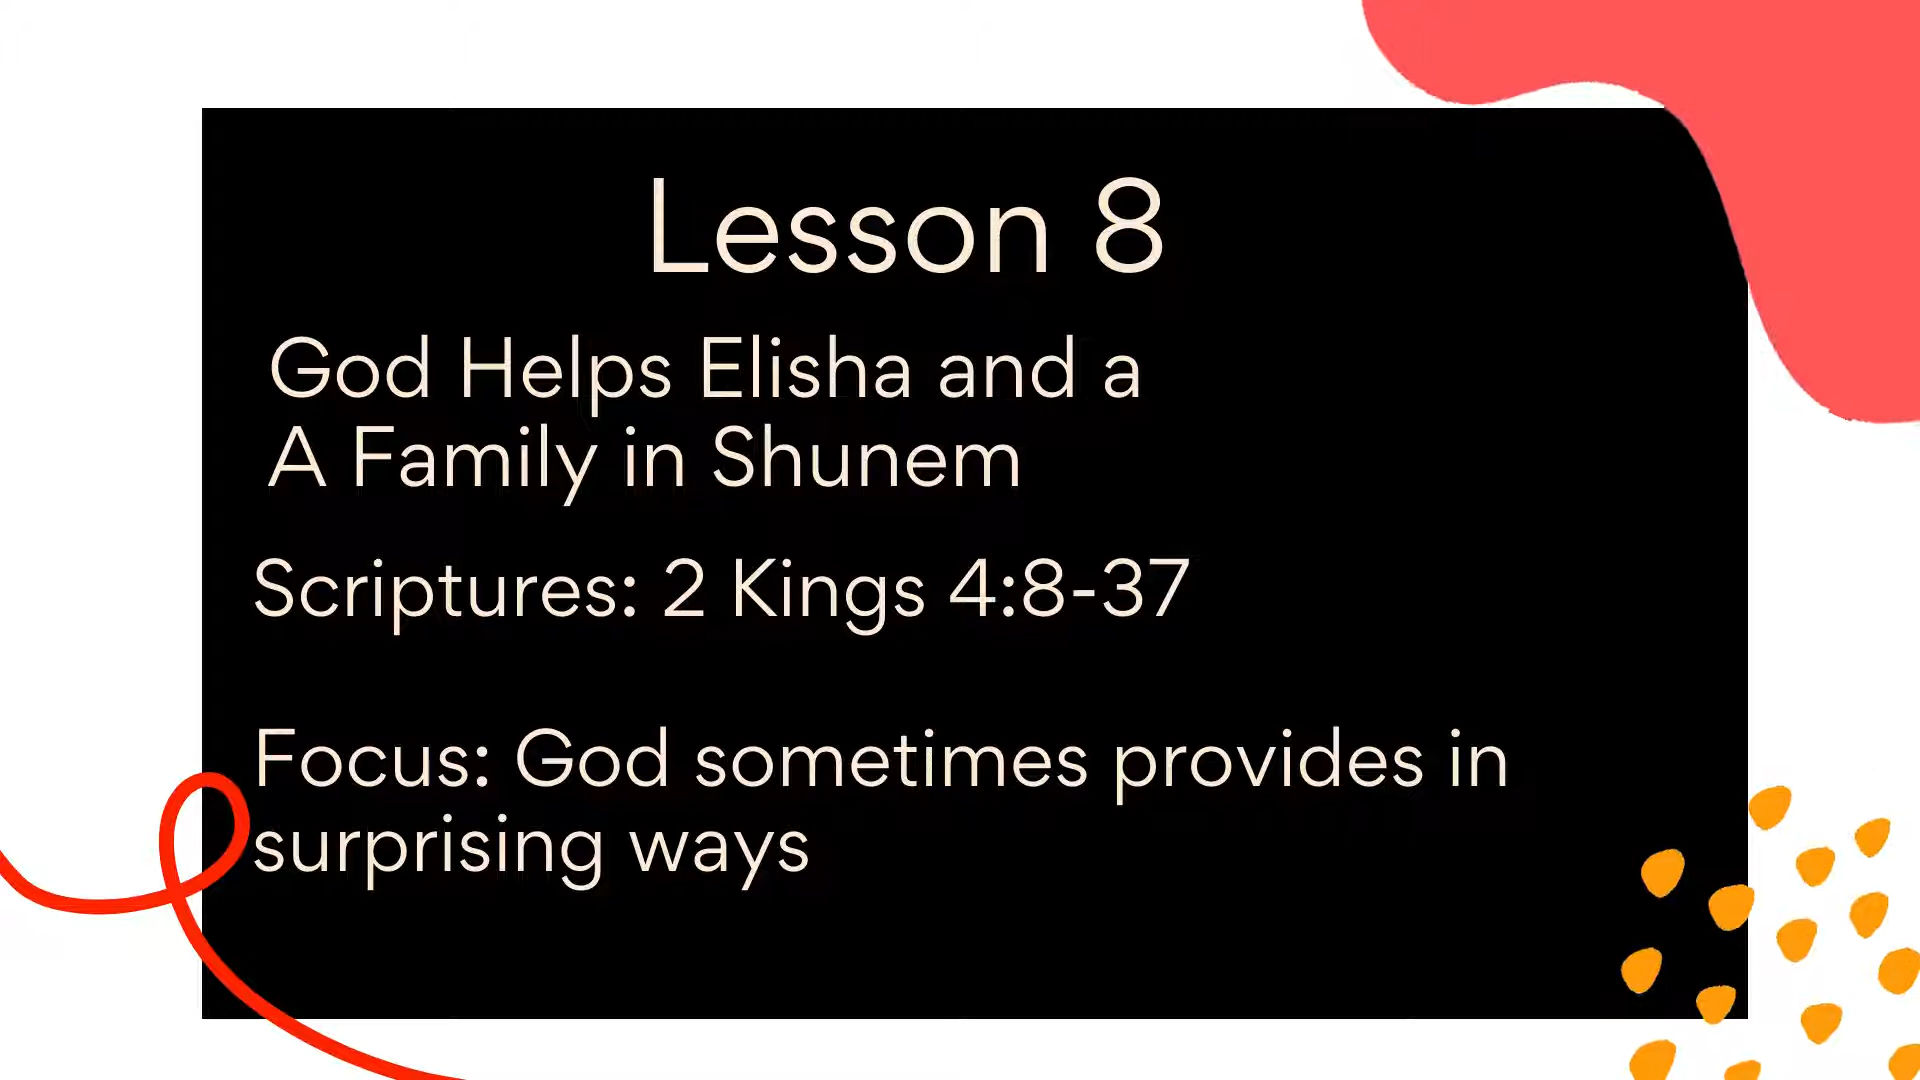 Lesson 8
God Helps Elisha and a
A Family in Shunem
Scriptures: 2 Kings 4:8-37
Focus: God sometimes provides in
surprising ways